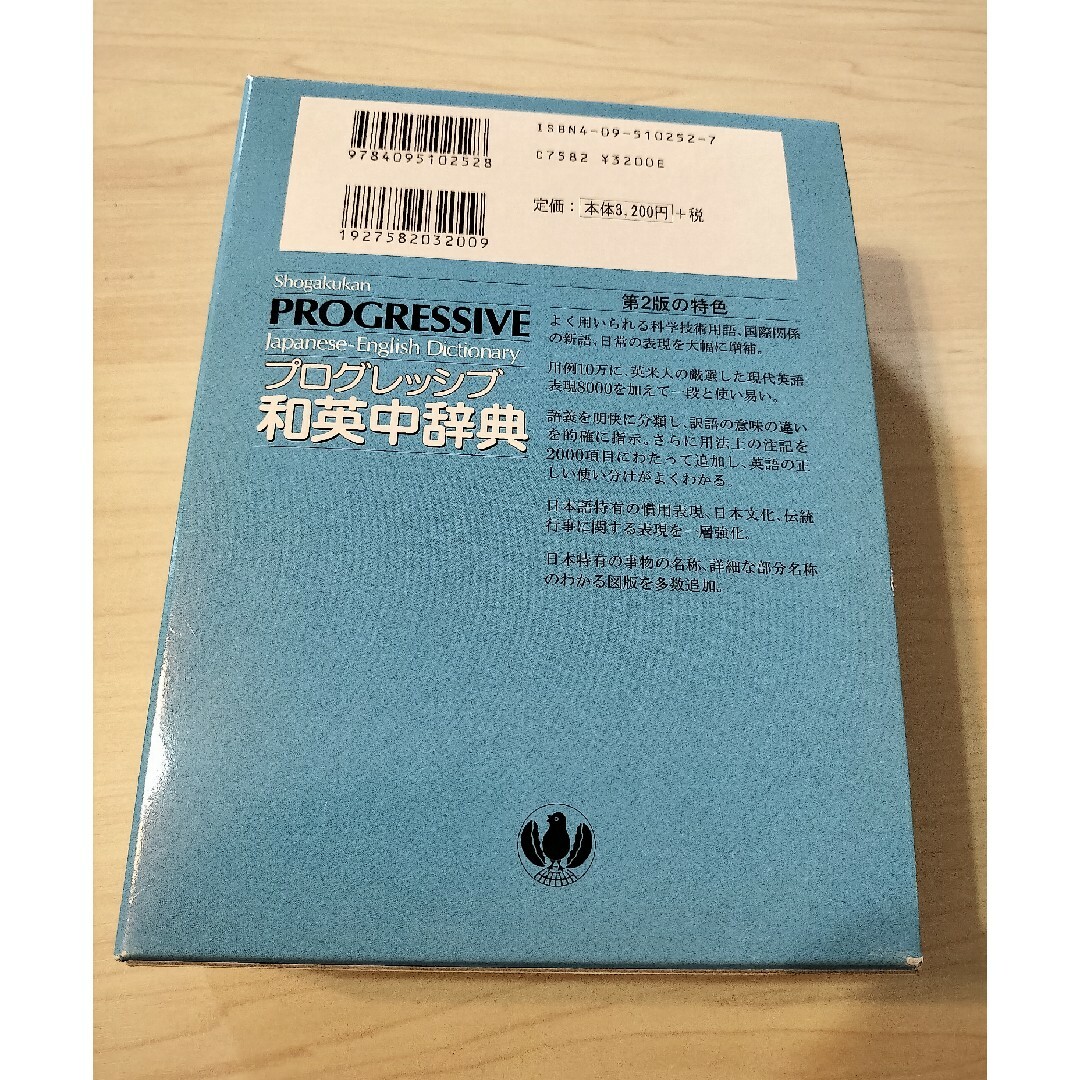 ISBN4-09-510252-7
9784095102528
C7582 ¥3200E
1927582032009
定価：本体3,200円+税
Shogakukan
PROGRESSIVE
Japanese-English Dictionary
プログレッシブ
和英中辞典
第2版の特色
よく用いられる科学技術用語、国際関係
の新語、日常の表現を大幅に増補。
用例10万に、英米人の厳選した現代英語
表現8000を加えて一段と使い易い。
語義を明快に分類し、訳語の意味の違い
を的確に指示。さらに用法上の注記を
2000項目にわたって追加し、英語の正
しい使い分けがよくわかる。
日本語特有の慣用表現、日本文化、伝統
行事に関する表現を一層強化。
日本特有の事物の名称、詳細な部分名称
のわかる図版を多数追加。